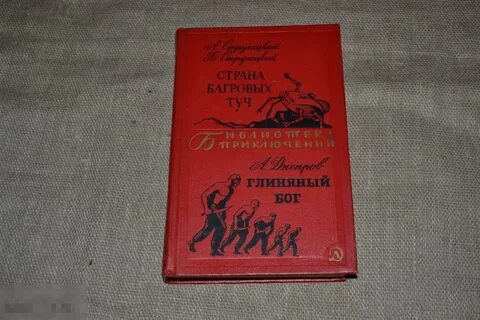 А. Стругацкий
Б. Стругацкий
СТРАНА
БАГРОВЫХ
ТУЧ
БИБЛИОТЕКА
ПРИКЛЮЧЕНИЙ
А. Днепров
ГЛИНЯНЫЙ
БОГ